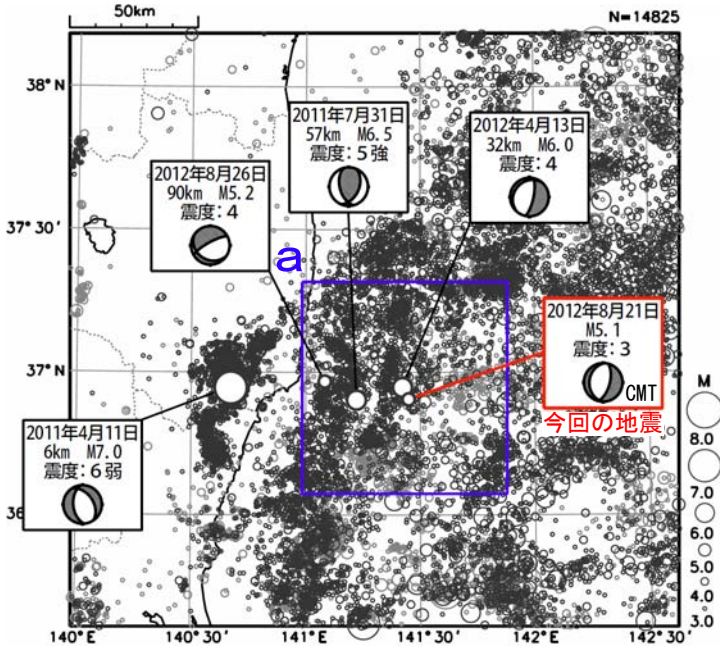 50km
N=14825
38° N
2011年7月31日
57km M6.5
震度：5強
2012年4月13日
32km M6.0
震度：4
2012年8月26日
90km M5.2
震度：4
37° 30'
a
2012年8月21日
M5.1
震度：3
CMT
今回の地震
37° N
2011年4月11日
6km M7.0
震度：6弱
36
M
8.0
7.0
6.0
5.0
4.0
3.0
140°E
140°30'
141°E
141°30'
142°E
142°30'